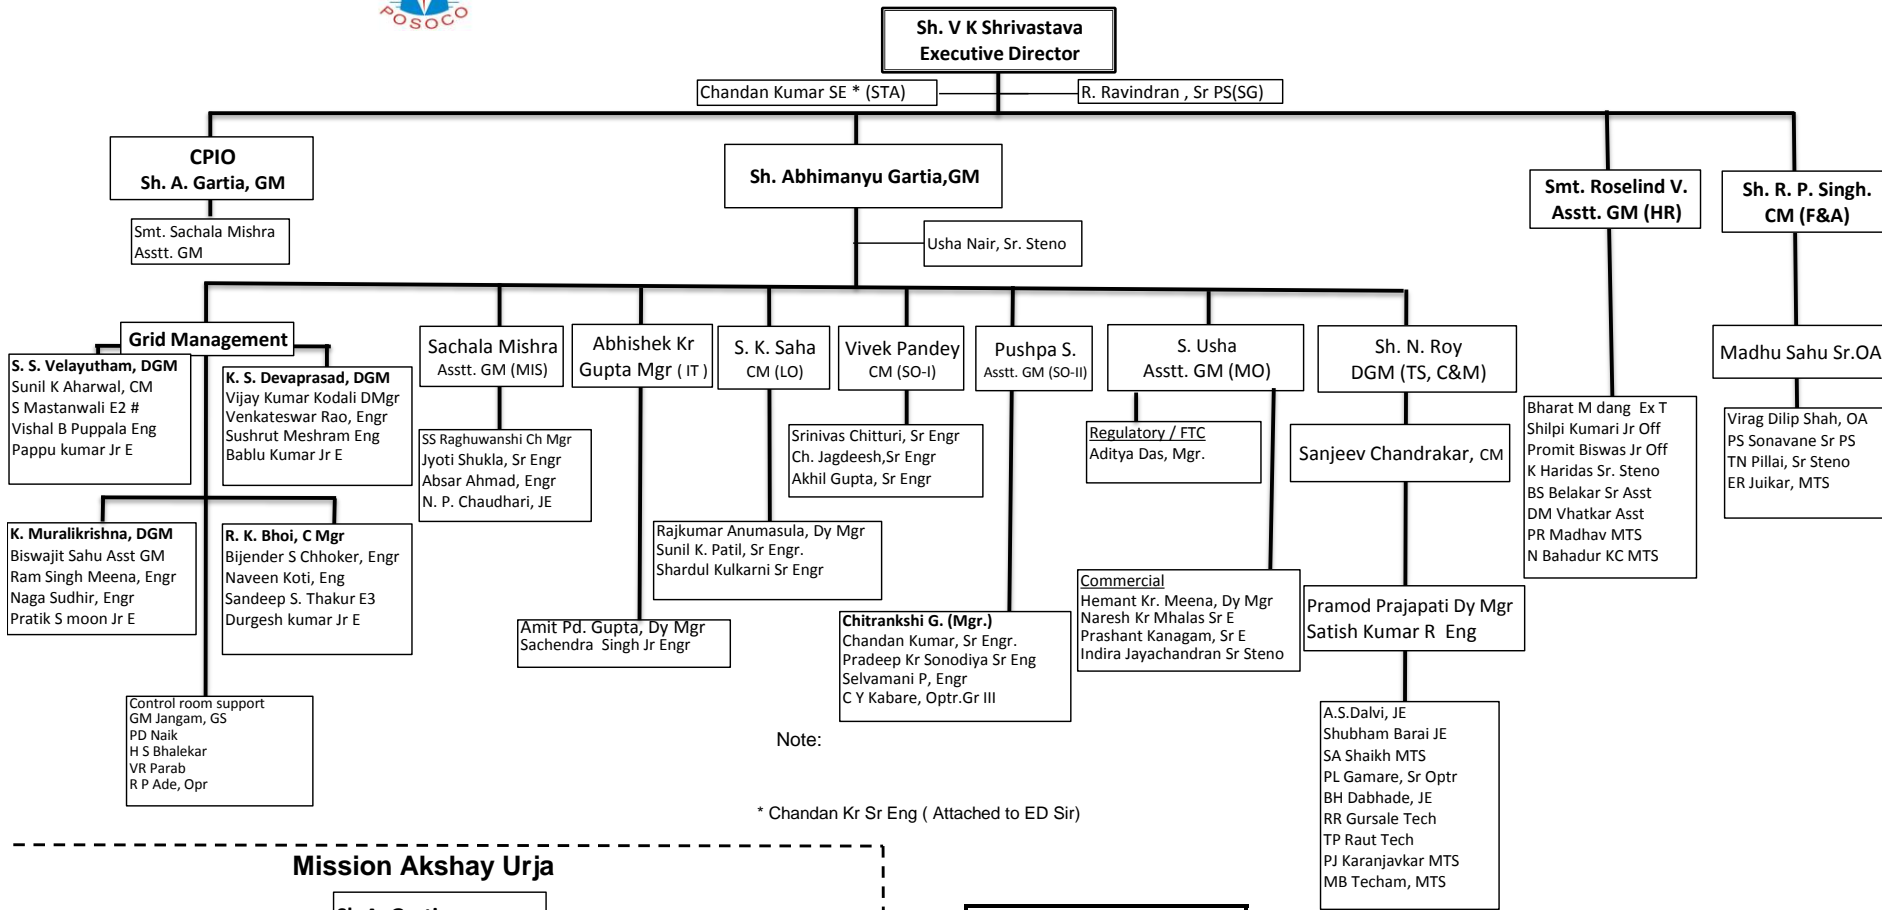 POSOCO
Sh. V K Shrivastava
Executive Director
Chandan Kumar SE * (STA)
R. Ravindran , Sr PS(SG)
CPIO
Sh. A. Gartia, GM
Smt. Sachala Mishra
Asstt. GM
Sh. Abhimanyu Gartia,GM
Usha Nair, Sr. Steno
Smt. Roselind V.
Asstt. GM (HR)
Sh. R. P. Singh.
CM (F&A)
Grid Management
S. S. Velayutham, DGM
Sunil K Aharwal, CM
S Mastanwali E2 #
Vishal B Puppala Eng
Pappu kumar Jr E
K. S. Devaprasad, DGM
Vijay Kumar Kodali DMgr
Venkateswar Rao, Engr
Sushrut Meshram Eng
Bablu Kumar Jr E
K. Muralikrishna, DGM
Biswajit Sahu Asst GM
Ram Singh Meena, Engr
Naga Sudhir, Engr
Pratik S moon Jr E
R. K. Bhoi, C Mgr
Bijender S Chhoker, Engr
Naveen Koti, Eng
Sandeep S. Thakur E3
Durgesh kumar Jr E
Control room support
GM Jangam, GS
PD Naik
H S Bhalekar
VR Parab
R P Ade, Opr
Sachala Mishra
Asstt. GM (MIS)
SS Raghuwanshi Ch Mgr
Jyoti Shukla, Sr Engr
Absar Ahmad, Engr
N. P. Chaudhari, JE
Abhishek Kr
Gupta Mgr ( IT )
Amit Pd. Gupta, Dy Mgr
Sachendra Singh Jr Engr
S. K. Saha
CM (LO)
Rajkumar Anumasula, Dy Mgr
Sunil K. Patil, Sr Engr.
Shardul Kulkarni Sr Engr
Vivek Pandey
CM (SO-I)
Srinivas Chitturi, Sr Engr
Ch. Jagdeesh,Sr Engr
Akhil Gupta, Sr Engr
Pushpa S.
Asstt. GM (SO-II)
Chitrankshi G. (Mgr.)
Chandan Kumar, Sr Engr.
Pradeep Kr Sonodiya Sr Eng
Selvamani P, Engr
C Y Kabare, Optr.Gr III
S. Usha
Asstt. GM (MO)
Regulatory / FTC
Aditya Das, Mgr.
Commercial
Hemant Kr. Meena, Dy Mgr
Naresh Kr Mhalas Sr E
Prashant Kanagam, Sr E
Indira Jayachandran Sr Steno
Sh. N. Roy
DGM (TS, C&M)
Sanjeev Chandrakar, CM
Pramod Prajapati Dy Mgr
Satish Kumar R Eng
A.S.Dalvi, JE
Shubham Barai JE
SA Shaikh MTS
PL Gamare, Sr Optr
BH Dabhade, JE
RR Gursale Tech
TP Raut Tech
PJ Karanjavkar MTS
MB Techam, MTS
Bharat M dang Ex T
Shilpi Kumari Jr Off
Promit Biswas Jr Off
K Haridas Sr. Steno
BS Belakar Sr Asst
DM Vhatkar Asst
PR Madhav MTS
N Bahadur KC MTS
Madhu Sahu Sr.OA
Virag Dilip Shah, OA
PS Sonavane Sr PS
TN Pillai, Sr Steno
ER Juikar, MTS
Note:
* Chandan Kr Sr Eng ( Attached to ED Sir)
Mission Akshay Urja